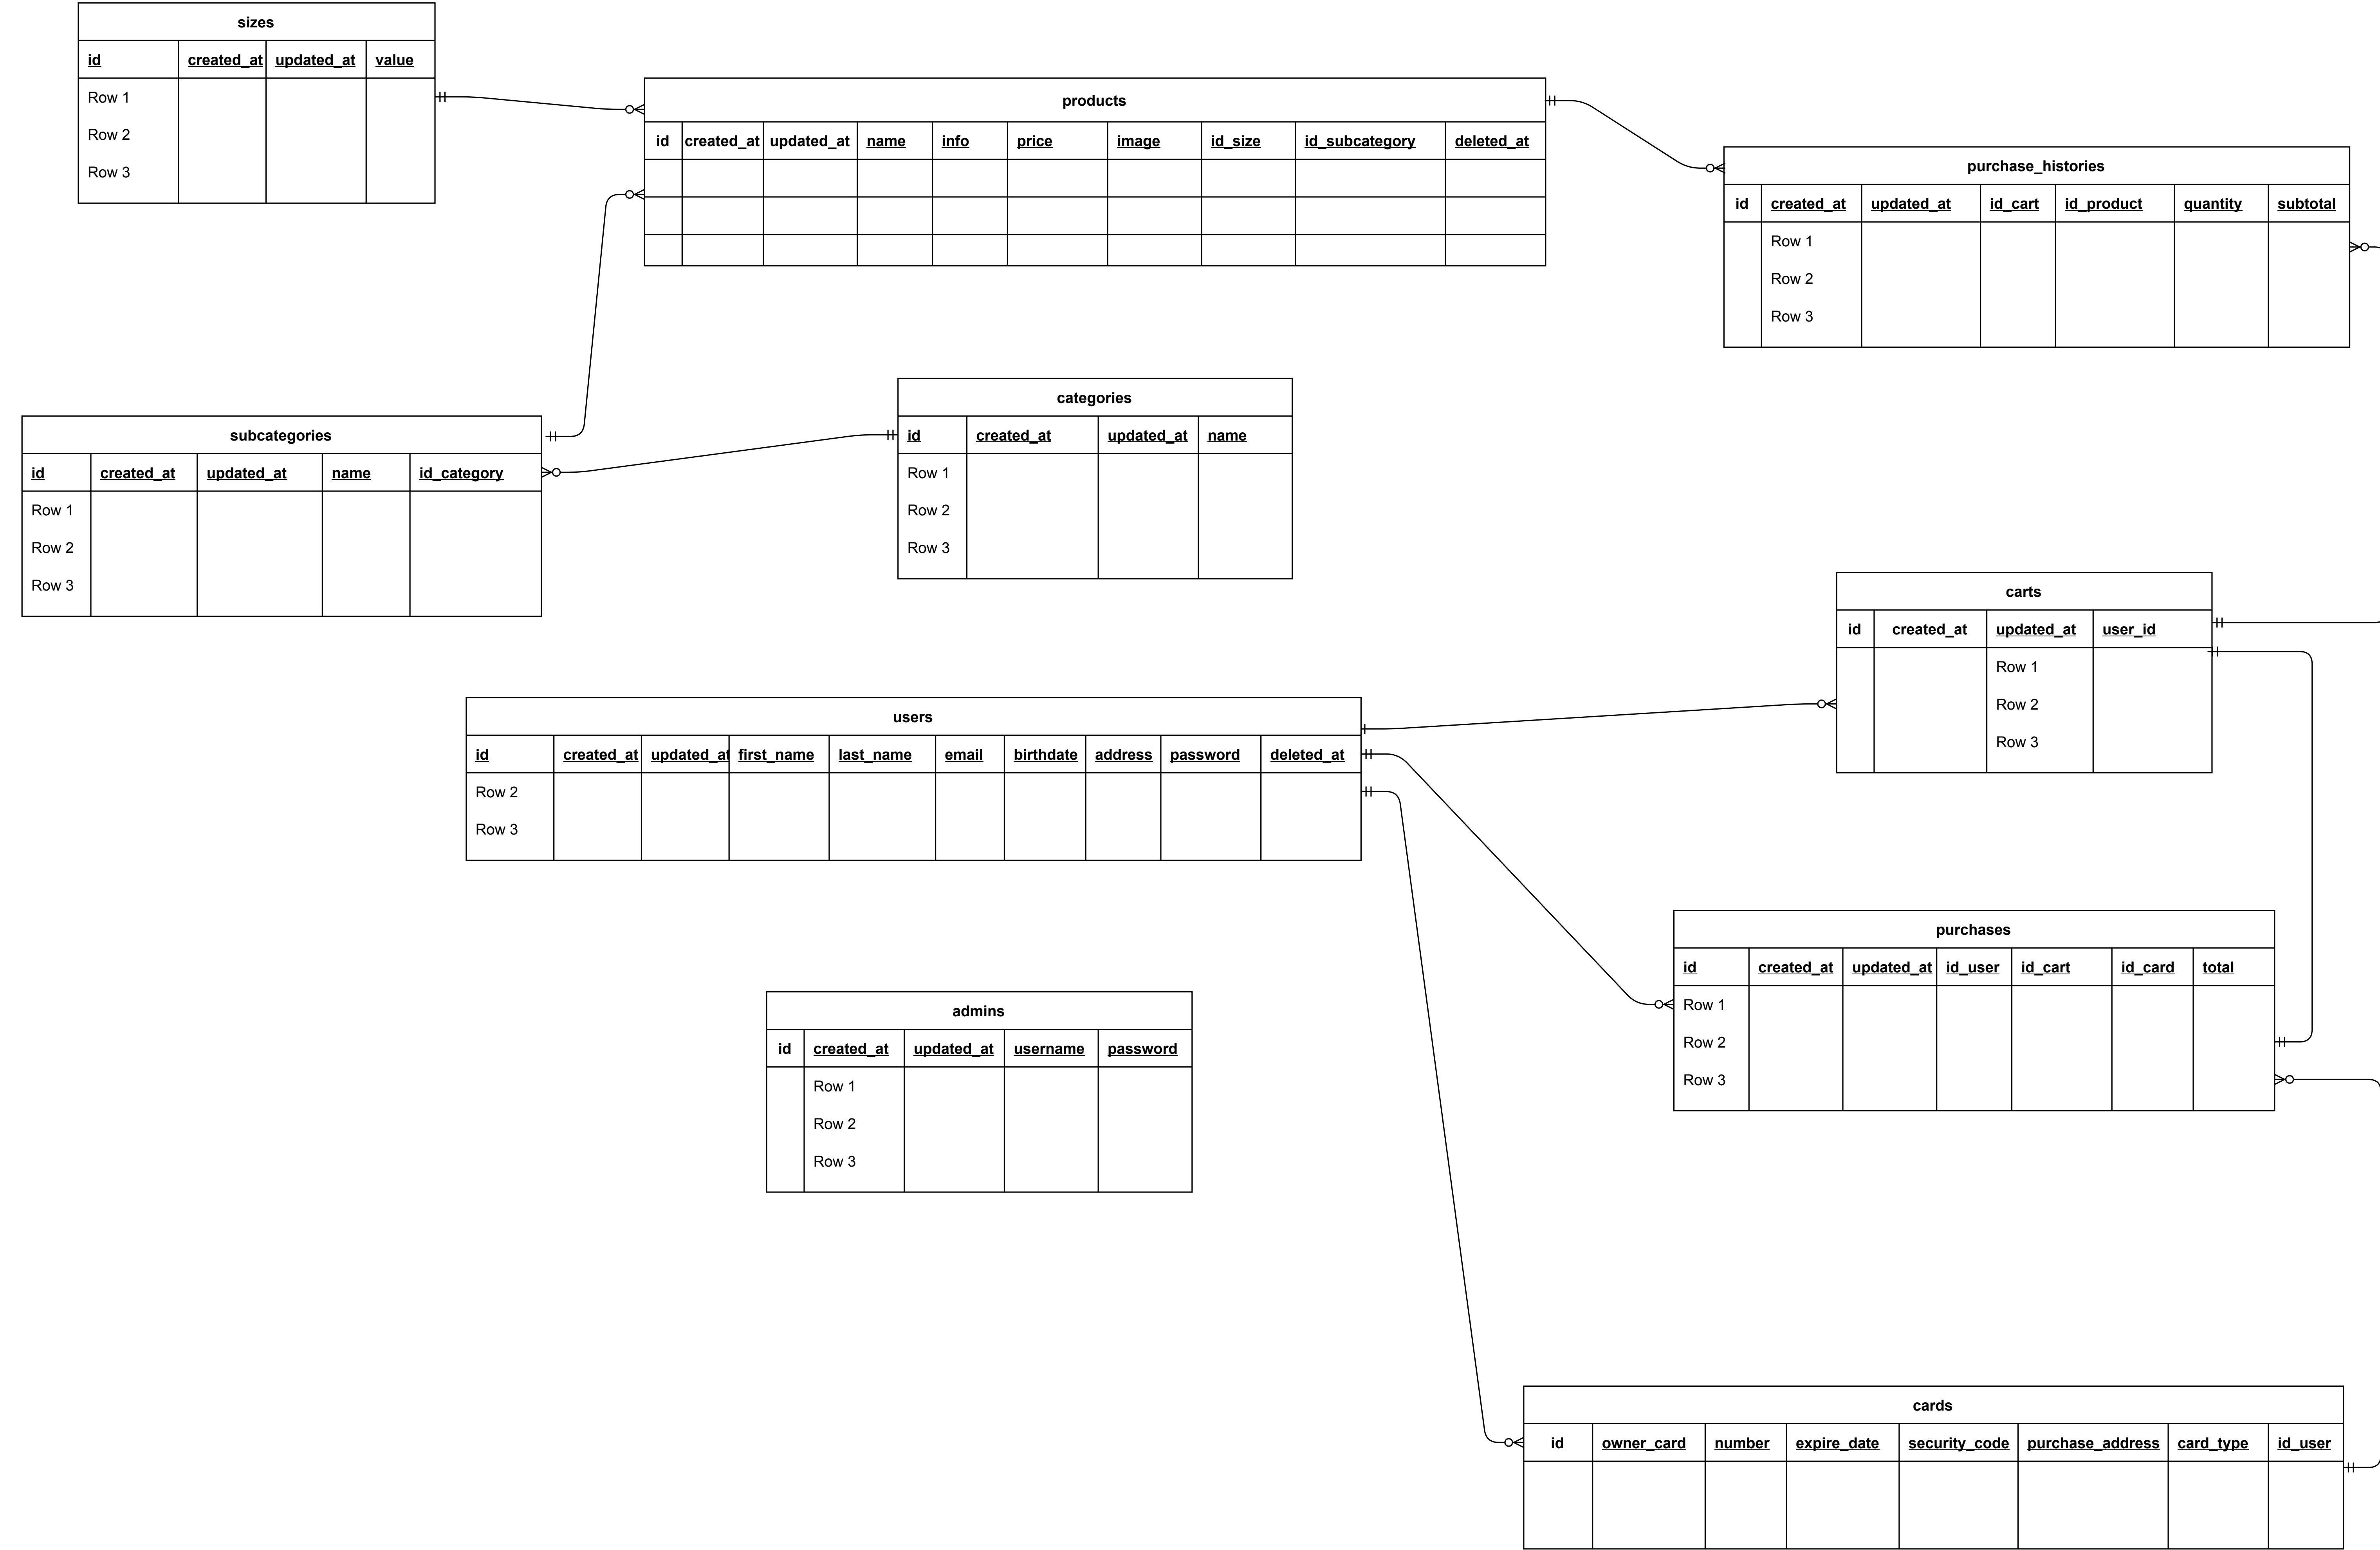 sizes
id created_at updated_at value
Row 1
Row 2
Row 3
products
id created_at updated_at name info price image id_size id_subcategory deleted_at
purchase_histories
id created_at updated_at id_cart id_product quantity subtotal
Row 1
Row 2
Row 3
subcategories
id created_at updated_at name id_category
Row 1
Row 2
Row 3
categories
id created_at updated_at name
Row 1
Row 2
Row 3
carts
id created_at updated_at user_id
Row 1
Row 2
Row 3
users
id created_at updated_at first_name last_name email birthdate address password deleted_at
Row 2
Row 3
purchases
id created_at updated_at id_user id_cart id_card total
Row 1
Row 2
Row 3
admins
id created_at updated_at username password
Row 1
Row 2
Row 3
cards
id owner_card number expire_date security_code purchase_address card_type id_user